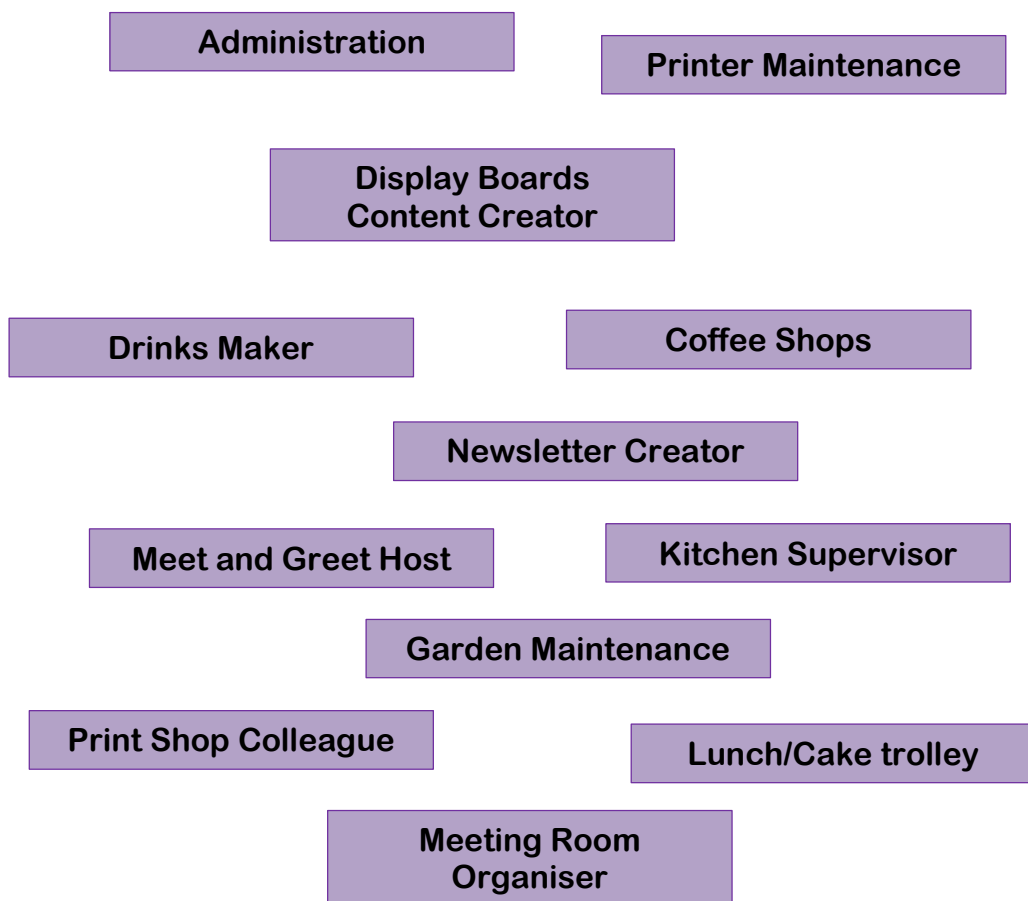 Administration
Printer Maintenance
Display Boards
Content Creator
Drinks Maker
Coffee Shops
Newsletter Creator
Meet and Greet Host
Kitchen Supervisor
Garden Maintenance
Print Shop Colleague
Lunch/Cake trolley
Meeting Room
Organiser